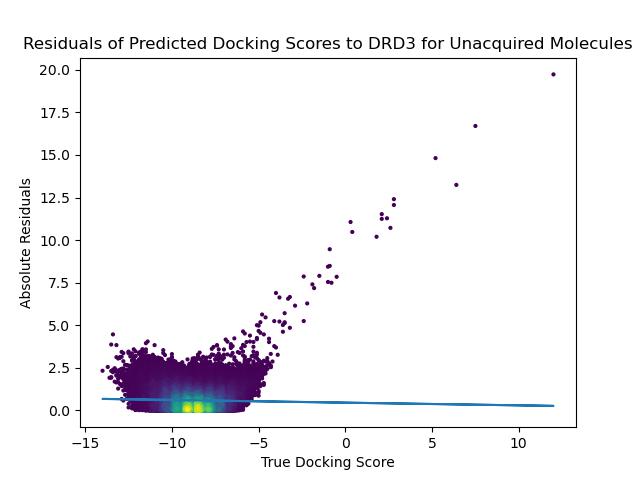 Residuals of Predicted Docking Scores to DRD3 for Unacquired Molecules
20.0
17.5
15.0
12.5
10.0
7.5
5.0
2.5
0.0
Absolute Residuals
−15 −10 −5 0 5 10
True Docking Score